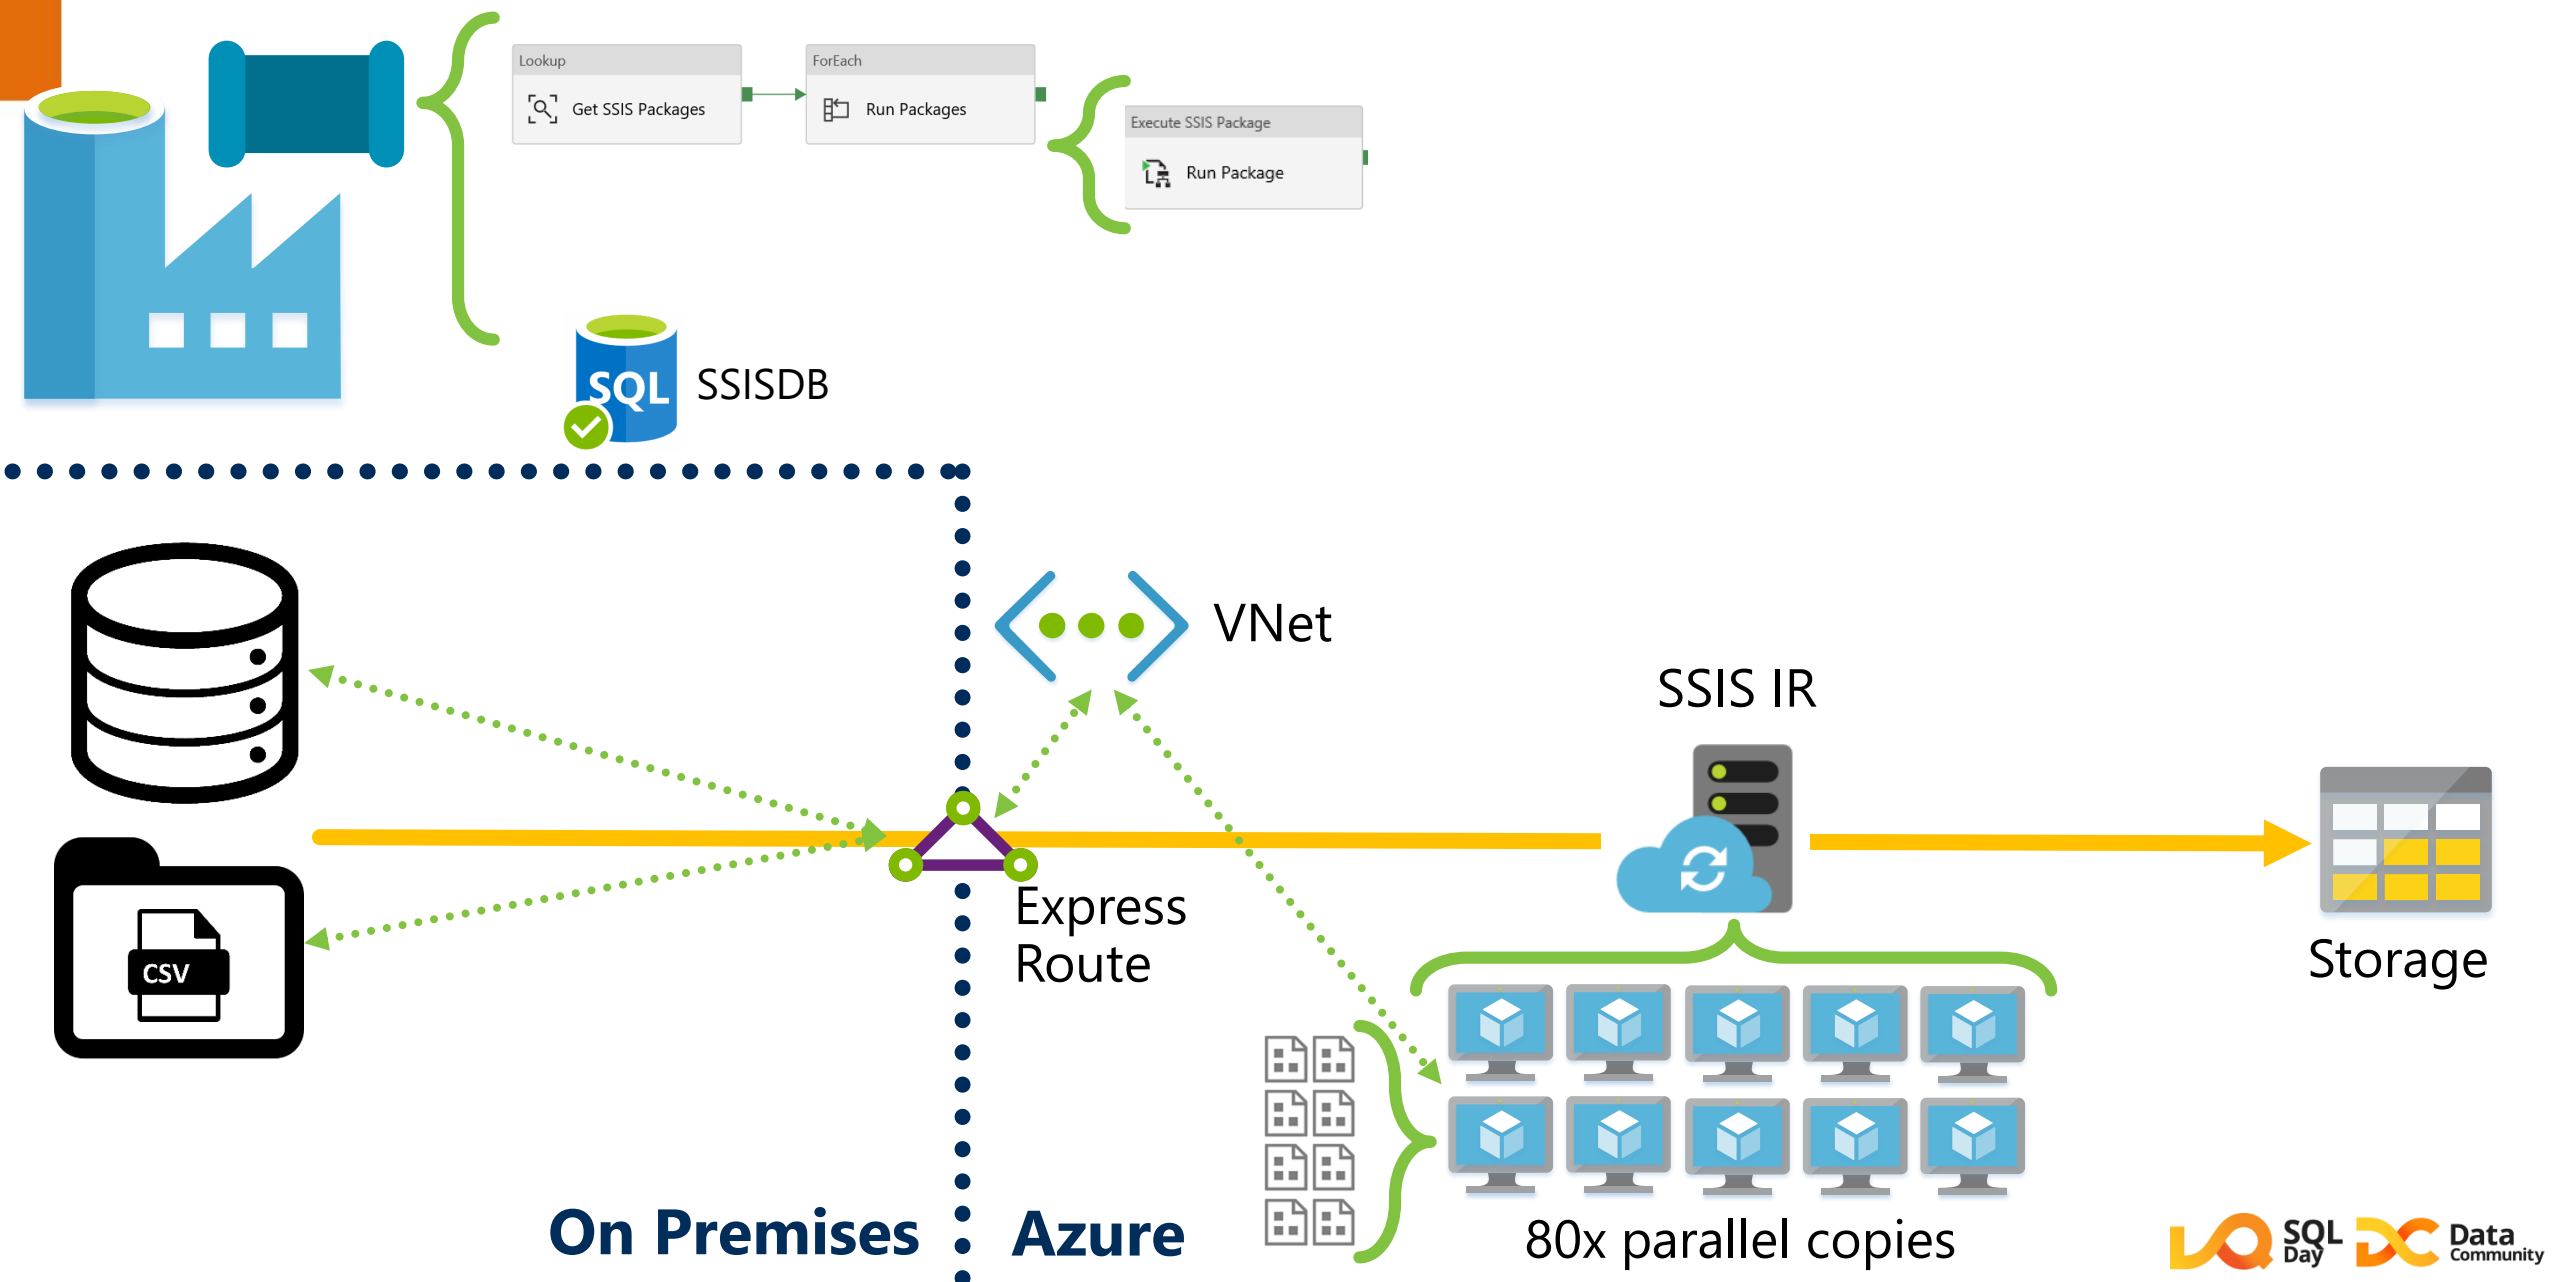 Lookup
Get SSIS Packages
ForEach
Run Packages
Execute SSIS Package
Run Package
SQL
SSISDB
VNet
SSIS IR
Express
Route
CSV
Storage
On Premises
Azure
80x parallel copies
SQL
Day
Data
Community